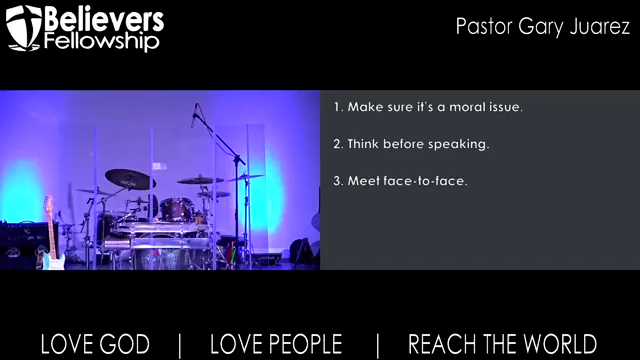 Believers
Fellowship
Pastor Gary Juarez
1. Make sure it's a moral issue.
2. Think before speaking.
3. Meet face-to-face.
LOVE GOD | LOVE PEOPLE | REACH THE WORLD